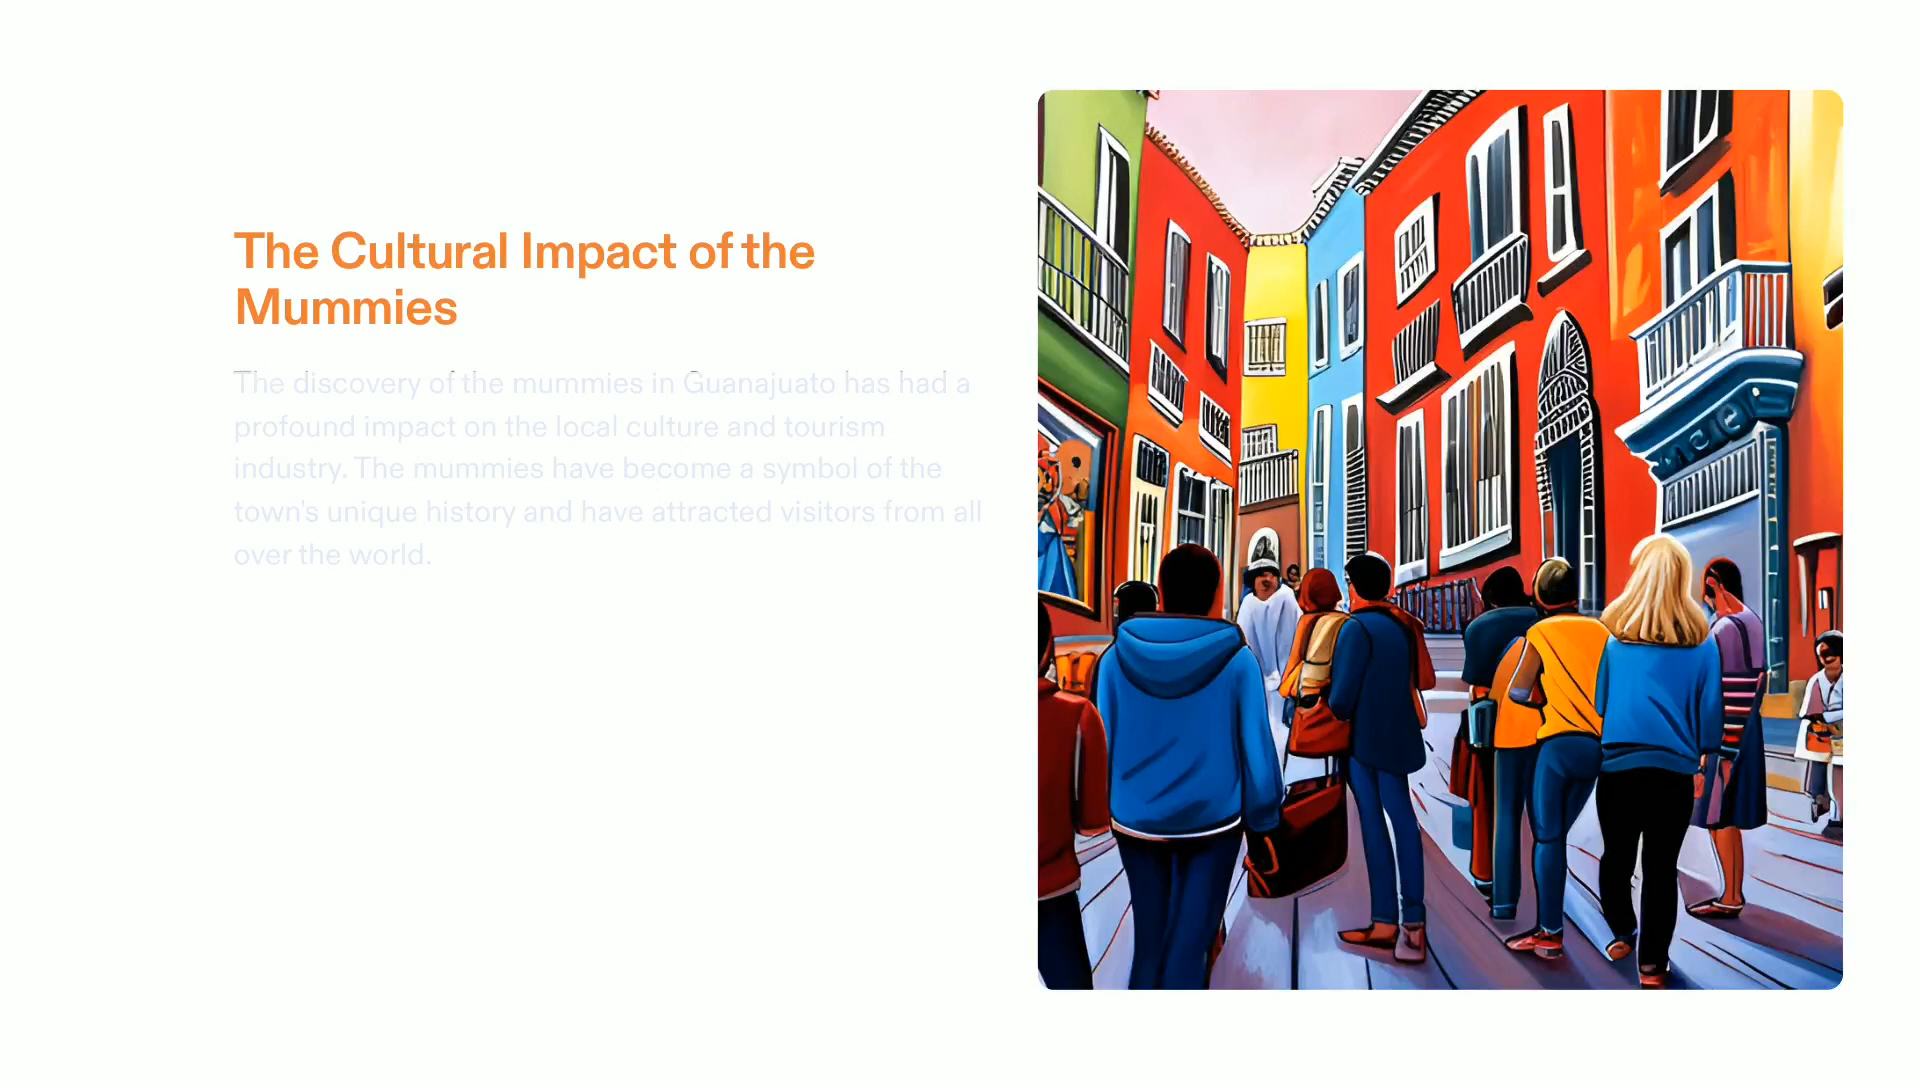 The Cultural Impact of the
Mummies
The discovery of the mummies in Guanajuato has had a
profound impact on the local culture and tourism
industry. The mummies have become a symbol of the
town's unique history and have attracted visitors from all
over the world.